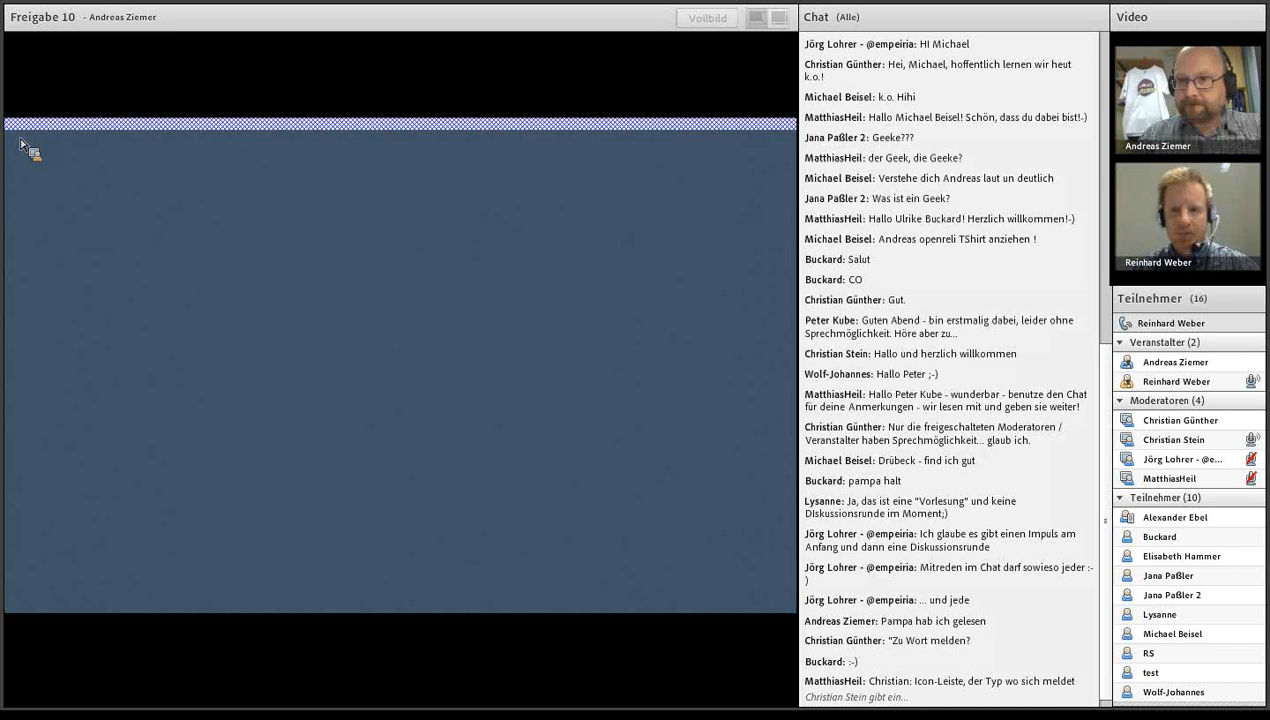 Freigabe 10 - Andreas Ziemer
Vollbild
Chat (Alle)
Jörg Lohrer - @empeiria: HI Michael
Christian Günther: Hei, Michael, hoffentlich lernen wir heut
k.o.!
Michael Beisel: k.o. Hihi
MatthiasHeil: Hallo Michael Beisel! Schön, dass du dabei bist!-)
Jana Paßler 2: Geeke???
MatthiasHeil: der Geek, die Geeke?
Michael Beisel: Verstehe dich Andreas laut un deutlich
Jana Paßler 2: Was ist ein Geek?
MatthiasHeil: Hallo Ulrike Buckard! Herzlich willkommen!-)
Michael Beisel: Andreas openreli TShirt anziehen !
Buckard: Salut
Buckard: CO
Christian Günther: Gut.
Peter Kube: Guten Abend - bin erstmalig dabei, leider ohne
Sprechmöglichkeit. Höre aber zu...
Christian Stein: Hallo und herzlich willkommen
Wolf-Johannes: Hallo Peter ;-)
MatthiasHeil: Hallo Peter Kube - wunderbar - benutze den Chat
für deine Anmerkungen - wir lesen mit und geben sie weiter!
Christian Günther: Nur die freigeschalteten Moderatoren /
Veranstalter haben Sprechmöglichkeit... glaub ich.
Michael Beisel: Drübeck - find ich gut
Buckard: pampa halt
Lysanne: Ja, das ist eine "Vorlesung" und keine
DIskussionsrunde im Moment;)
Jörg Lohrer - @empeiria: Ich glaube es gibt einen Impuls am
Anfang und dann eine Diskussionsrunde
Jörg Lohrer - @empeiria: Mitreden im Chat darf sowieso jeder :-
)
Jörg Lohrer - @empeiria: ... und jede
Andreas Ziemer: Pampa hab ich gelesen
Christian Günther: "Zu Wort melden?
Buckard: :-)
MatthiasHeil: Christian: Icon-Leiste, der Typ wo sich meldet
Christian Stein gibt ein...
Video
Andreas Ziemer
Reinhard Weber
Teilnehmer (16)
Reinhard Weber
Veranstalter (2)
Andreas Ziemer
Reinhard Weber
Moderatoren (4)
Christian Günther
Christian Stein
Jörg Lohrer - @e...
MatthiasHeil
Teilnehmer (10)
Alexander Ebel
Buckard
Elisabeth Hammer
Jana Paßler
Jana Paßler 2
Lysanne
Michael Beisel
RS
test
Wolf-Johannes